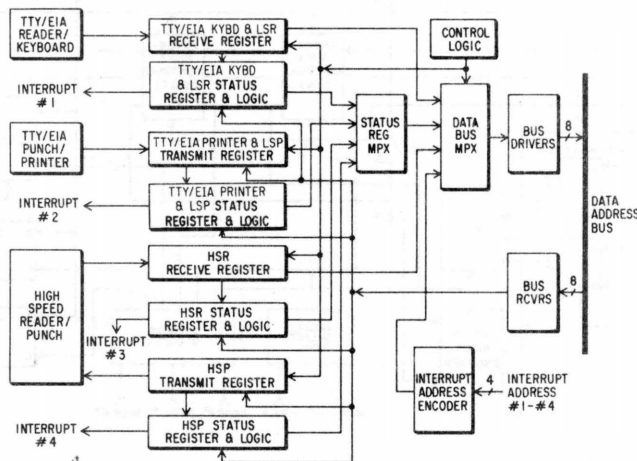 TTY/EIA
READER/
KEYBOARD
TTY/EIA KYBD & LSR
RECEIVE REGISTER
CONTROL
LOGIC
INTERRUPT
#1
TTY/EIA KYBD
& LSR STATUS
REGISTER & LOGIC
STATUS
REG
MPX
DATA
BUS
MPX
BUS
DRIVERS
8
TTY/EIA
PUNCH/
PRINTER
TTY/EIA PRINTER & LSP
TRANSMIT REGISTER
INTERRUPT
#2
TTY/EIA PRINTER
& LSP STATUS
REGISTER & LOGIC
DATA
ADDRESS
BUS
HIGH
SPEED
READER/
PUNCH
HSR
RECEIVE REGISTER
BUS
RCVRS
8
INTERRUPT
#3
HSR STATUS
REGISTER & LOGIC
HSP
TRANSMIT REGISTER
INTERRUPT
ADDRESS
ENCODER
4
INTERRUPT
ADDRESS
#1-#4
INTERRUPT
#4
HSP STATUS
REGISTER & LOGIC